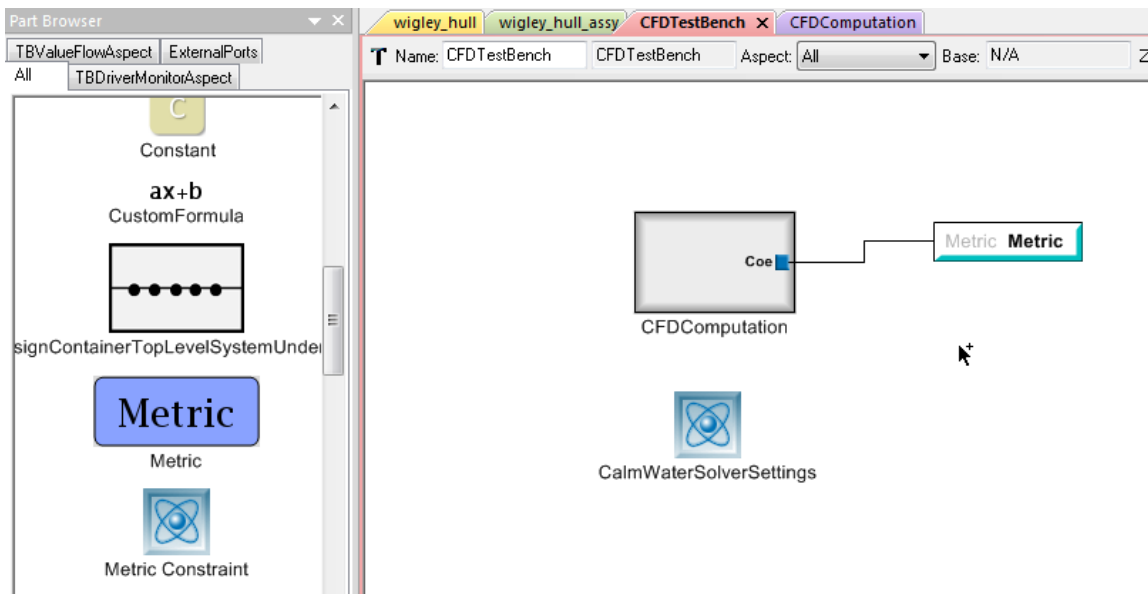 Part Browser
TBValueFlowAspect ExternalPorts
All TBDriverMonitorAspect
C
Constant
ax+b
CustomFormula
signContainerTopLevelSystemUnder
Metric
Metric
Metric Constraint
wigley_hull wigley_hull_assy CFDTestBench CFDComputation
Name: CFDTestBench CFDTestBench Aspect: All Base: N/A Z
Coe
CFDComputation
Metric Metric
CalmWaterSolverSettings